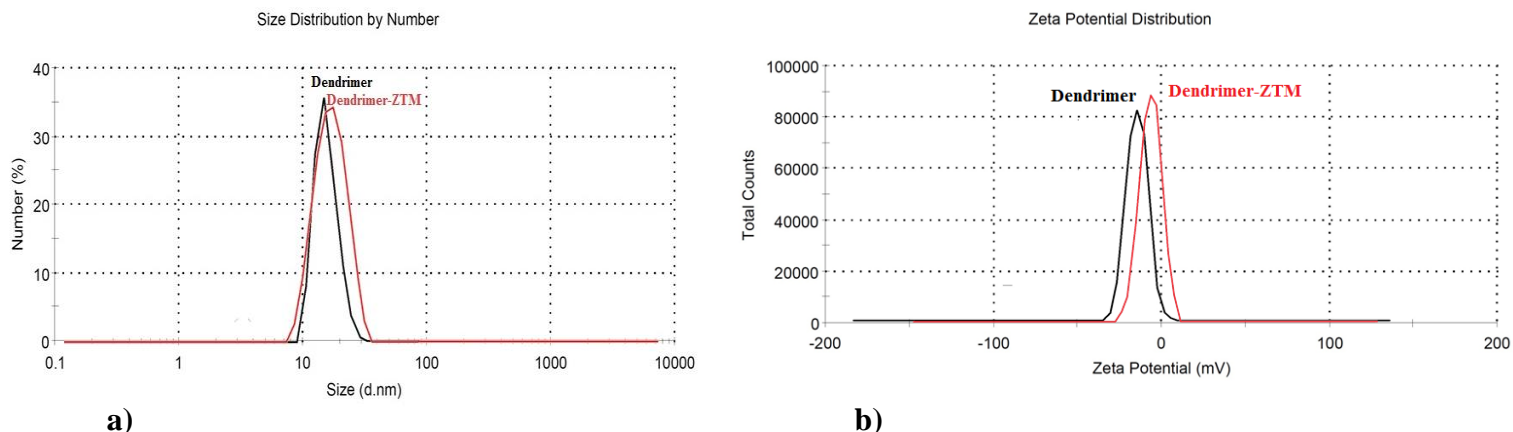 Size Distribution by Number
40
30
20
10
0
Number (%)
Dendrimer
Dendrimer-ZTM
0.1 1 10 100 1000 10000
Size (d.nm)
a)
Zeta Potential Distribution
100000
80000
60000
40000
20000
0
Total Counts
Dendrimer
Dendrimer-ZTM
-200 -100 0 100 200
Zeta Potential (mV)
b)